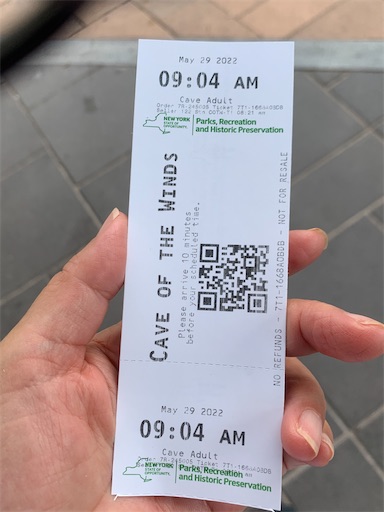 May 29 2022
09:04 AM
Cave Adult
NEW YORK
STATE OF
OPPORTUNITY.
Parks, Recreation
and Historic Preservation
CAVE OF THE WINDS
Please arrive 10 minutes
before your scheduled time.
NO REFUNDS - 771-1668A0BDB - NOT FOR RESALE
May 29 2022
09:04 AM
Cave Adult
NEW YORK
STATE OF
OPPORTUNITY.
Parks, Recreation
and Historic Preservation